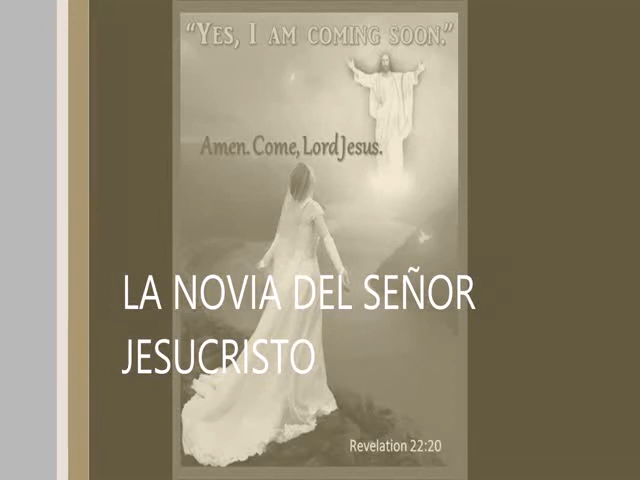 “YES, I AM COMING SOON.”
Amen. Come, Lord Jesus.
LA NOVIA DEL SEÑOR
JESUCRISTO
Revelation 22:20